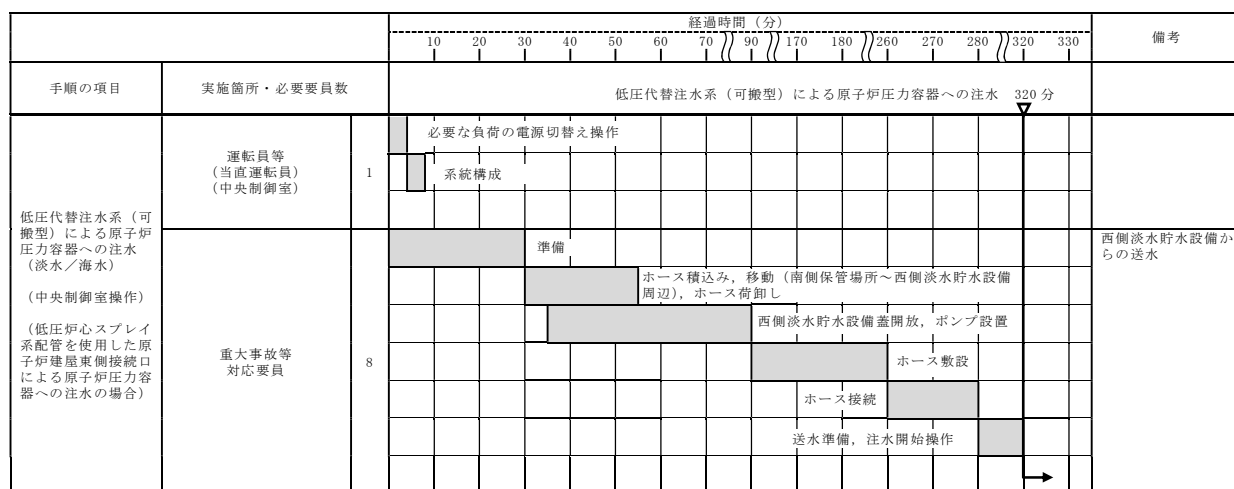 経過時間（分）
備考
10 20 30 40 50 60 70 90 170 180 260 270 280 320 330
手順の項目
実施箇所・必要要員数
低圧代替注水系（可搬型）による原子炉圧力容器への注水 320 分
低圧代替注水系（可
搬型）による原子炉
圧力容器への注水
（淡水／海水）
（中央制御室操作）
（低圧炉心スプレイ
系配管を使用した原
子炉建屋東側接続口
による原子炉圧力容
器への注水の場合）
運転員等
（当直運転員）
（中央制御室）
1
必要な負荷の電源切替え操作
系統構成
重大事故等
対応要員
8
準備
ホース積込み，移動（南側保管場所～西側淡水貯水設備
周辺），ホース荷卸し
西側淡水貯水設備蓋開放，ポンプ設置
ホース敷設
ホース接続
送水準備，注水開始操作
西側淡水貯水設備か
らの送水